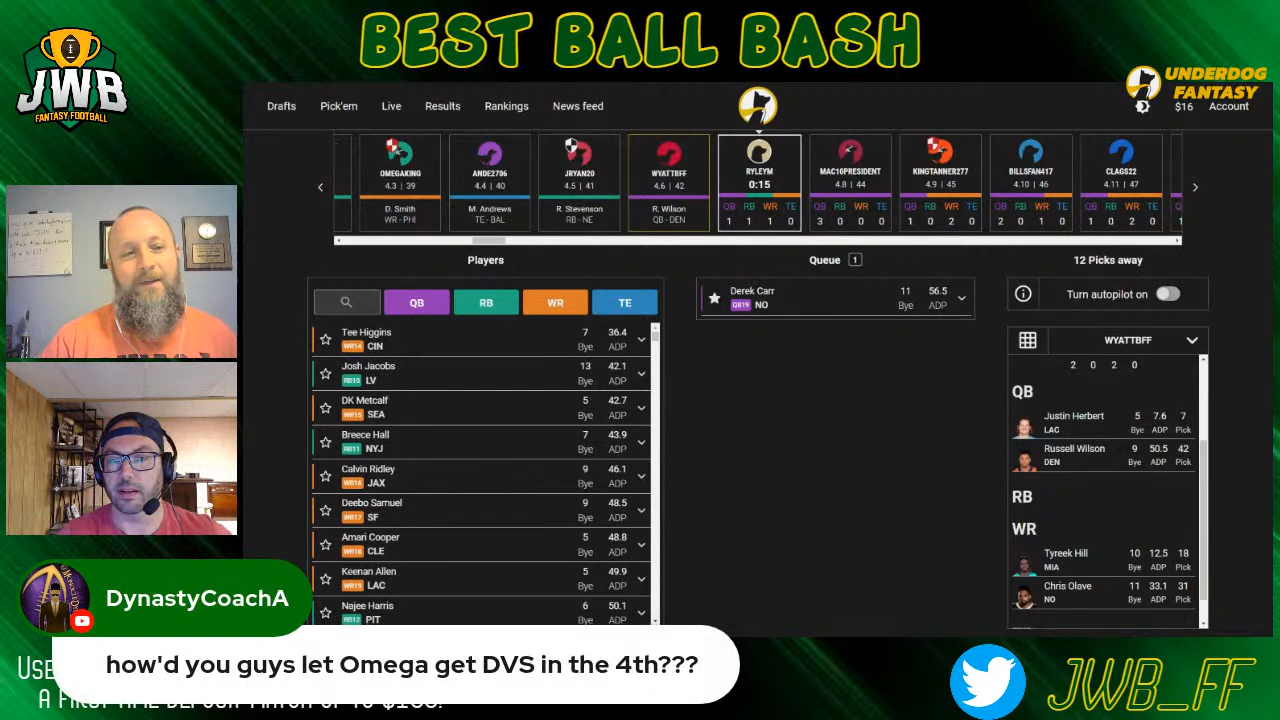 BEST BALL BASH
JWB
FANTASY FOOTBALL
UNDERDOG
FANTASY
Drafts Pick'em Live Results Rankings News feed
$16 Account
OMEGAKING
4.3 | 39
D. Smith
WR - PHI
ANDE2706
4.4 | 40
M. Andrews
TE - BAL
JRYAN20
4.5 | 41
R. Stevenson
RB - NE
WYATTBFF
4.6 | 42
R. Wilson
QB - DEN
RYLEYM
0:15
QB RB WR TE
1 1 1 0
MAC10PRESIDENT
4.8 | 44
QB RB WR TE
3 0 0 0
KINGTANNER277
4.9 | 45
QB RB WR TE
1 0 2 0
BILLSFAN417
4.10 | 46
QB RB WR TE
2 0 1 0
CLAGS22
4.11 | 47
QB RB WR TE
1 0 2 0
Players
QB RB WR TE
Tee Higgins 7 36.4
WR14 CIN Bye ADP
Josh Jacobs 13 42.1
RB10 LV Bye ADP
DK Metcalf 5 42.7
WR15 SEA Bye ADP
Breece Hall 7 43.9
RB11 NYJ Bye ADP
Calvin Ridley 9 46.1
WR16 JAX Bye ADP
Deebo Samuel 9 48.5
WR17 SF Bye ADP
Amari Cooper 5 48.8
WR18 CLE Bye ADP
Keenan Allen 5 49.9
WR19 LAC Bye ADP
Najee Harris 6 50.1
RB12 PIT Bye ADP
Queue 1
Derek Carr 11 56.5
QB19 NO Bye ADP
12 Picks away
Turn autopilot on
WYATTBFF
2 0 2 0
QB
Justin Herbert 5 7.6 7
LAC Bye ADP Pick
Russell Wilson 9 50.5 42
DEN Bye ADP Pick
RB
WR
Tyreek Hill 10 12.5 18
MIA Bye ADP Pick
Chris Olave 11 33.1 31
NO Bye ADP Pick
DynastyCoachA
how'd you guys let Omega get DVS in the 4th???
JWB_FF